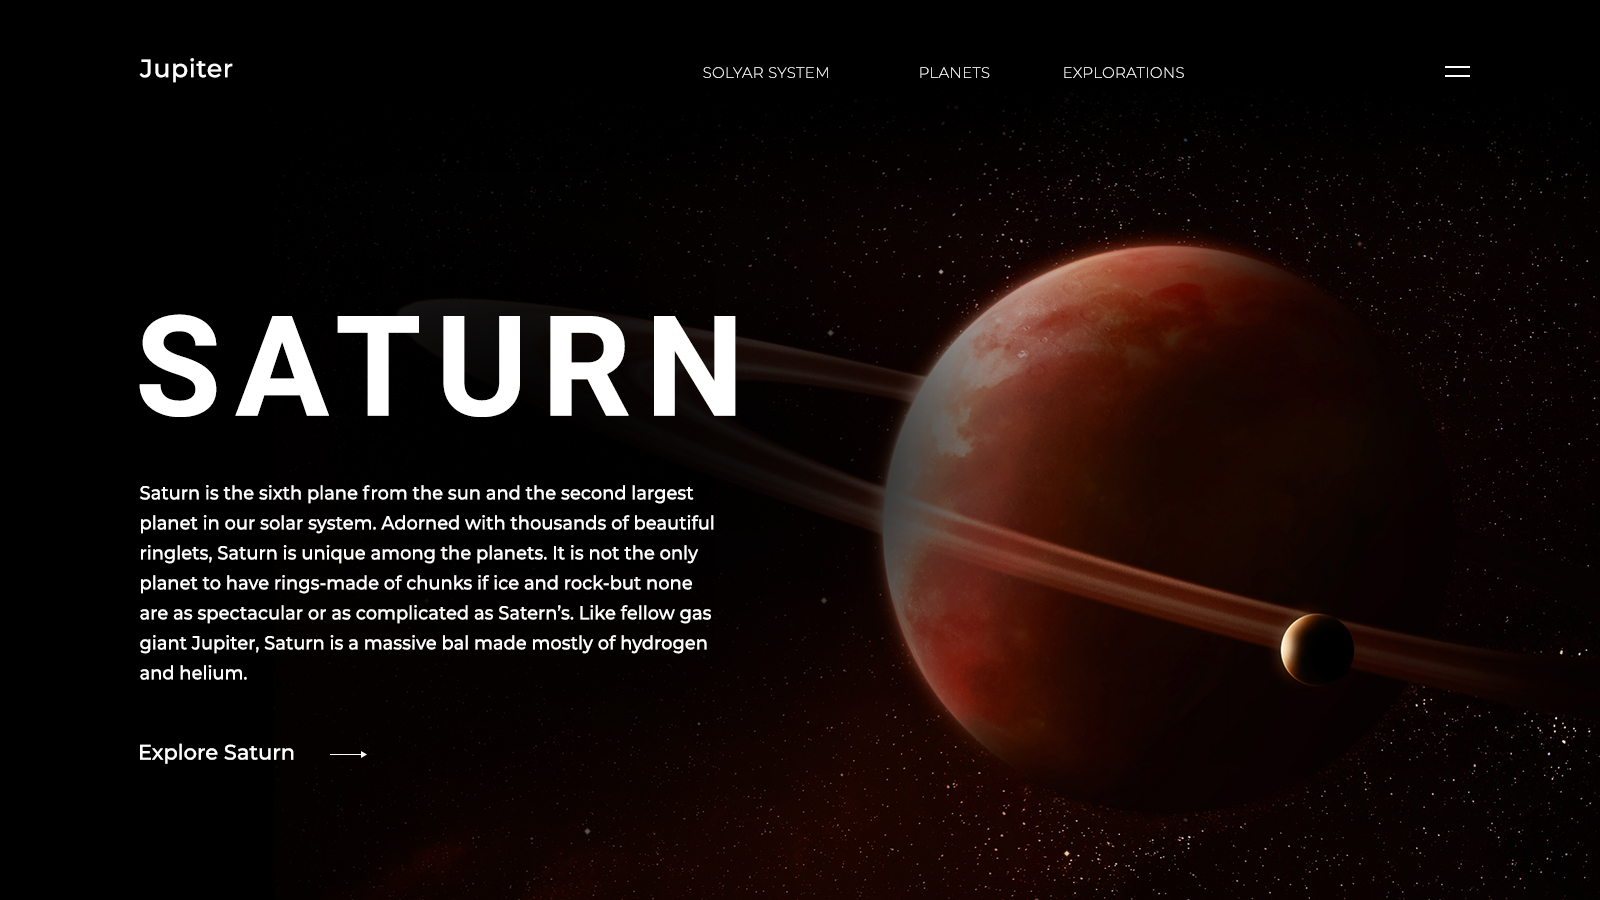 Jupiter
SOLYAR SYSTEM
PLANETS
EXPLORATIONS
SATURN
Saturn is the sixth plane from the sun and the second largest
planet in our solar system. Adorned with thousands of beautiful
ringlets, Saturn is unique among the planets. It is not the only
planet to have rings-made of chunks if ice and rock-but none
are as spectacular or as complicated as Satern's. Like fellow gas
giant Jupiter, Saturn is a massive bal made mostly of hydrogen
and helium.
Explore Saturn